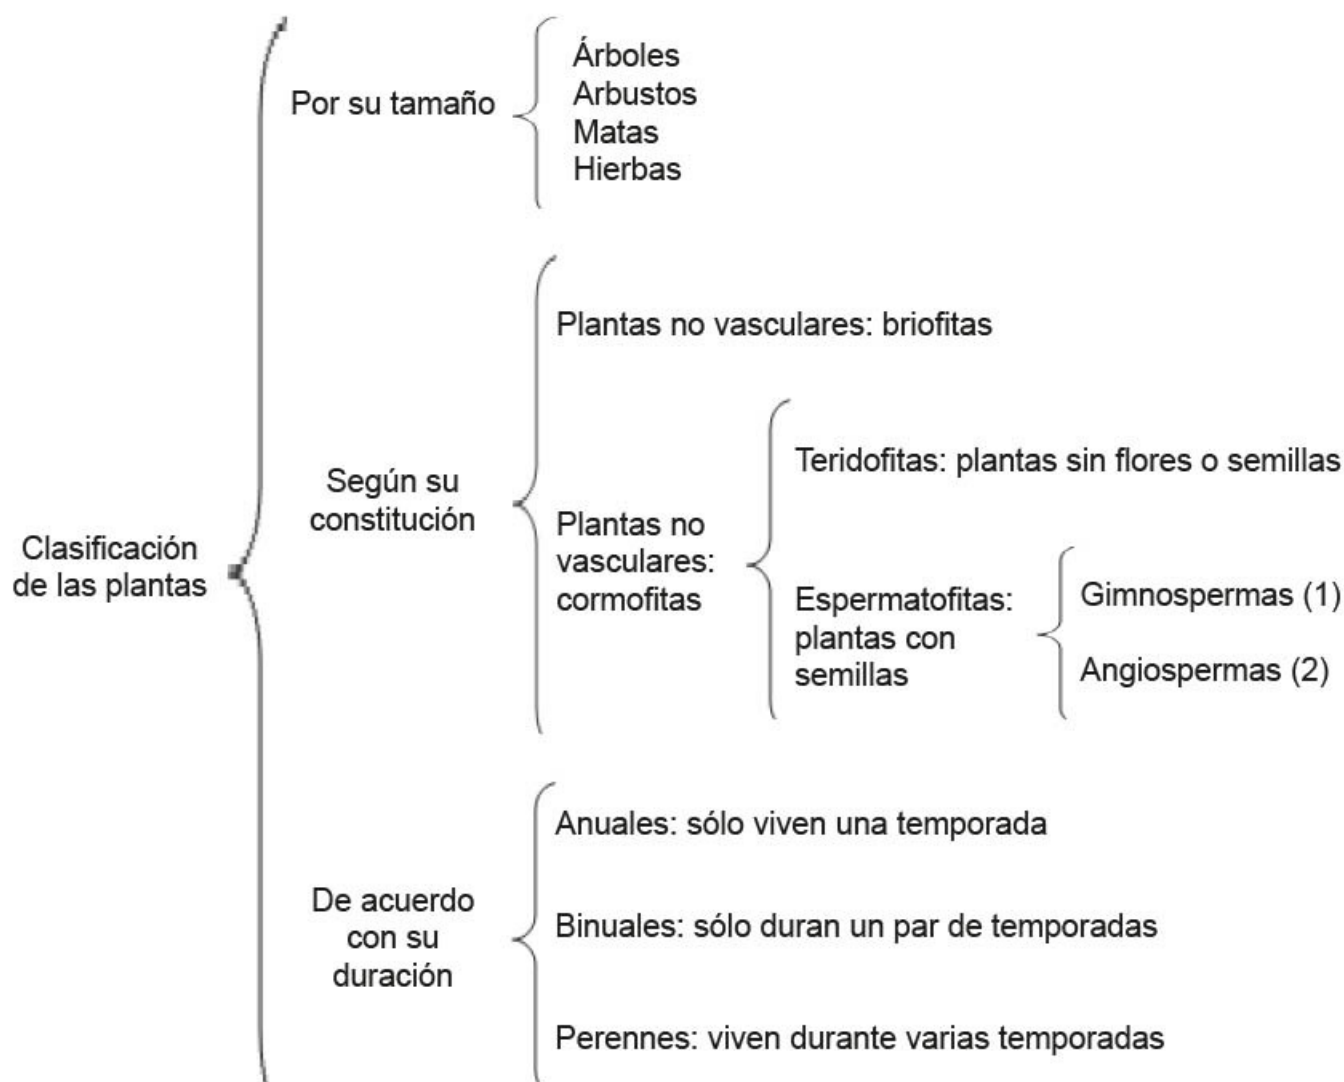 Clasificación
de las plantas
Por su tamaño
Árboles
Arbustos
Matas
Hierbas
Según su
constitución
Plantas no vasculares: briofitas
Plantas no
vasculares:
cormofitas
Teridofitas: plantas sin flores o semillas
Espermatofitas:
plantas con
semillas
Gimnospermas (1)
Angiospermas (2)
De acuerdo
con su
duración
Anuales: sólo viven una temporada
Binuales: sólo duran un par de temporadas
Perennes: viven durante varias temporadas